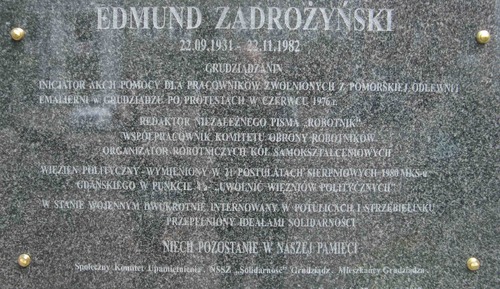 EDMUND ZADROŻYŃSKI
22.09.1931 - 22.11.1982
GRUDZIĄDZANIN
INICJATOR AKCJI POMOCY DLA PRACOWNIKÓW ZWOLNIONYCH Z POMORSKIEJ ODLEWNI
EMALIERNI w GRUDZIĄDZU PO PROTESTACH W CZERWCU 1976 r.
REDAKTOR NIEZALEŻNEGO PISMA „ROBOTNIK"
WSPÓŁPRACOWNIK KOMITETU OBRONY ROBOTNIKÓW
ORGANIZATOR ROBOTNICZYCH KÓŁ SAMOKSZTAŁCENIOWYCH
WIĘZIEŃ POLITYCZNY - WYMIENIONY W 21 POSTULATACH SIERPNIOWYCH 1980 MKS-u
GDAŃSKIEGO W PUNKCIE „UWOLNIĆ WIĘŹNIÓW POLITYCZNYCH"
W STANIE WOJENNYM DWUKROTNIE INTERNOWANY W POTULICACH I STRZEBIELINKU
PRZEPEŁNIONY IDEAŁAMI SOLIDARNOŚCI
NIECH POZOSTANIE W NASZEJ PAMIĘCI
Społeczny Komitet Upamiętnienia NSZZ „Solidarność" Grudziądz Mieszkańcy Grudziądza